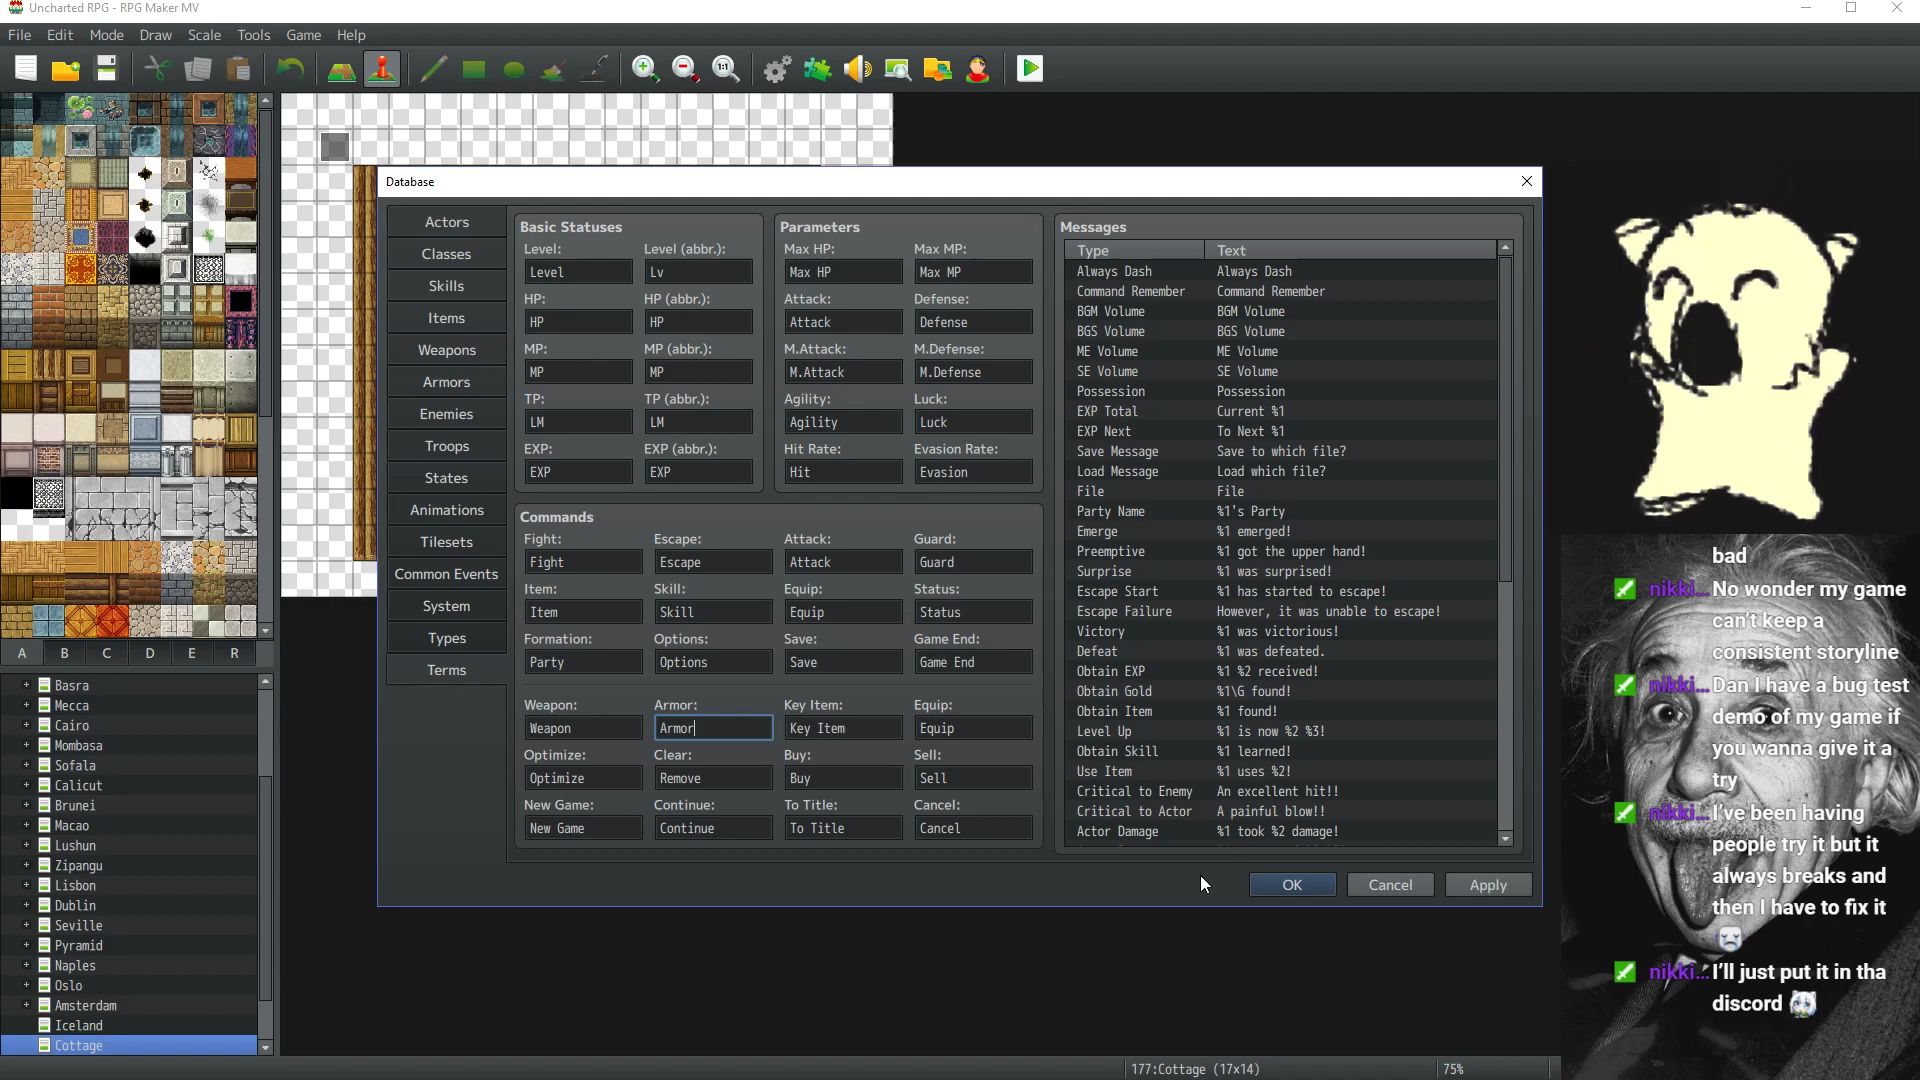 Uncharted RPG - RPG Maker MV
File Edit Mode Draw Scale Tools Game Help
1:1
Database
Actors
Classes
Skills
Items
Weapons
Armors
Enemies
Troops
States
Animations
Tilesets
Common Events
System
Types
Terms
Basic Statuses
Level: Level (abbr.):
Level Lv
HP: HP (abbr.):
HP HP
MP: MP (abbr.):
MP MP
TP: TP (abbr.):
LM LM
EXP: EXP (abbr.):
EXP EXP
Parameters
Max HP: Max MP:
Max HP Max MP
Attack: Defense:
Attack Defense
M.Attack: M.Defense:
M.Attack M.Defense
Agility: Luck:
Agility Luck
Hit Rate: Evasion Rate:
Hit Evasion
Commands
Fight: Escape: Attack: Guard:
Fight Escape Attack Guard
Item: Skill: Equip: Status:
Item Skill Equip Status
Formation: Options: Save: Game End:
Party Options Save Game End
Weapon: Armor: Key Item: Equip:
Weapon Armor Key Item Equip
Optimize: Clear: Buy: Sell:
Optimize Remove Buy Sell
New Game: Continue: To Title: Cancel:
New Game Continue To Title Cancel
Messages
Type Text
Always Dash Always Dash
Command Remember Command Remember
BGM Volume BGM Volume
BGS Volume BGS Volume
ME Volume ME Volume
SE Volume SE Volume
Possession Possession
EXP Total Current %1
EXP Next To Next %1
Save Message Save to which file?
Load Message Load which file?
File File
Party Name %1's Party
Emerge %1 emerged!
Preemptive %1 got the upper hand!
Surprise %1 was surprised!
Escape Start %1 has started to escape!
Escape Failure However, it was unable to escape!
Victory %1 was victorious!
Defeat %1 was defeated.
Obtain EXP %1 %2 received!
Obtain Gold %1\G found!
Obtain Item %1 found!
Level Up %1 is now %2 %3!
Obtain Skill %1 learned!
Use Item %1 uses %2!
Critical to Enemy An excellent hit!!
Critical to Actor A painful blow!!
Actor Damage %1 took %2 damage!
OK Cancel Apply
A B C D E R
Basra
Mecca
Cairo
Mombasa
Sofala
Calicut
Brunei
Macao
Lushun
Zipangu
Lisbon
Dublin
Seville
Pyramid
Naples
Oslo
Amsterdam
Iceland
Cottage
177:Cottage (17x14) 75%
bad
nikki... No wonder my game
can't keep a
consistent storyline
nikki... Dan I have a bug test
demo of my game if
you wanna give it a
try
nikki... I've been having
people try it but it
always breaks and
then I have to fix it
nikki... I'll just put it in tha
discord